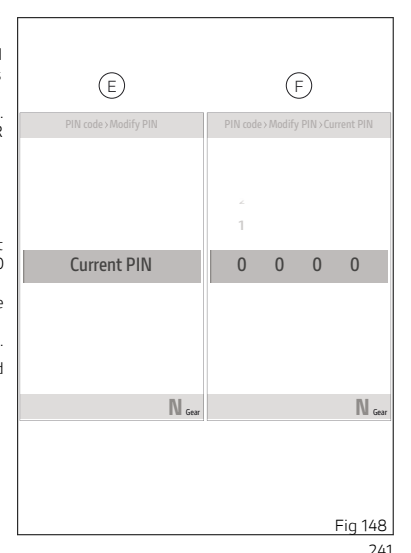 E
F
PIN code > Modify PIN
PIN code > Modify PIN > Current PIN
2
1
Current PIN
0 0 0 0
N Gear
N Gear
Fig 148
241